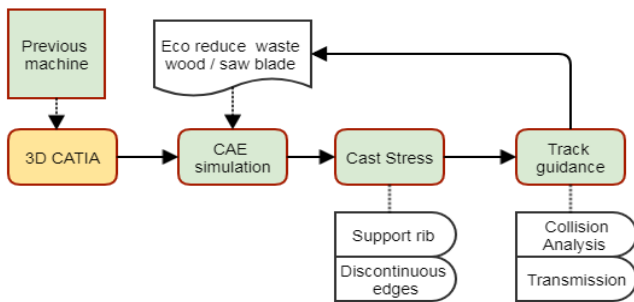 Previous
machine
Eco reduce waste
wood / saw blade
3D CATIA
CAE
simulation
Cast Stress
Track
guidance
Support rib
Discontinuous
edges
Collision
Analysis
Transmission